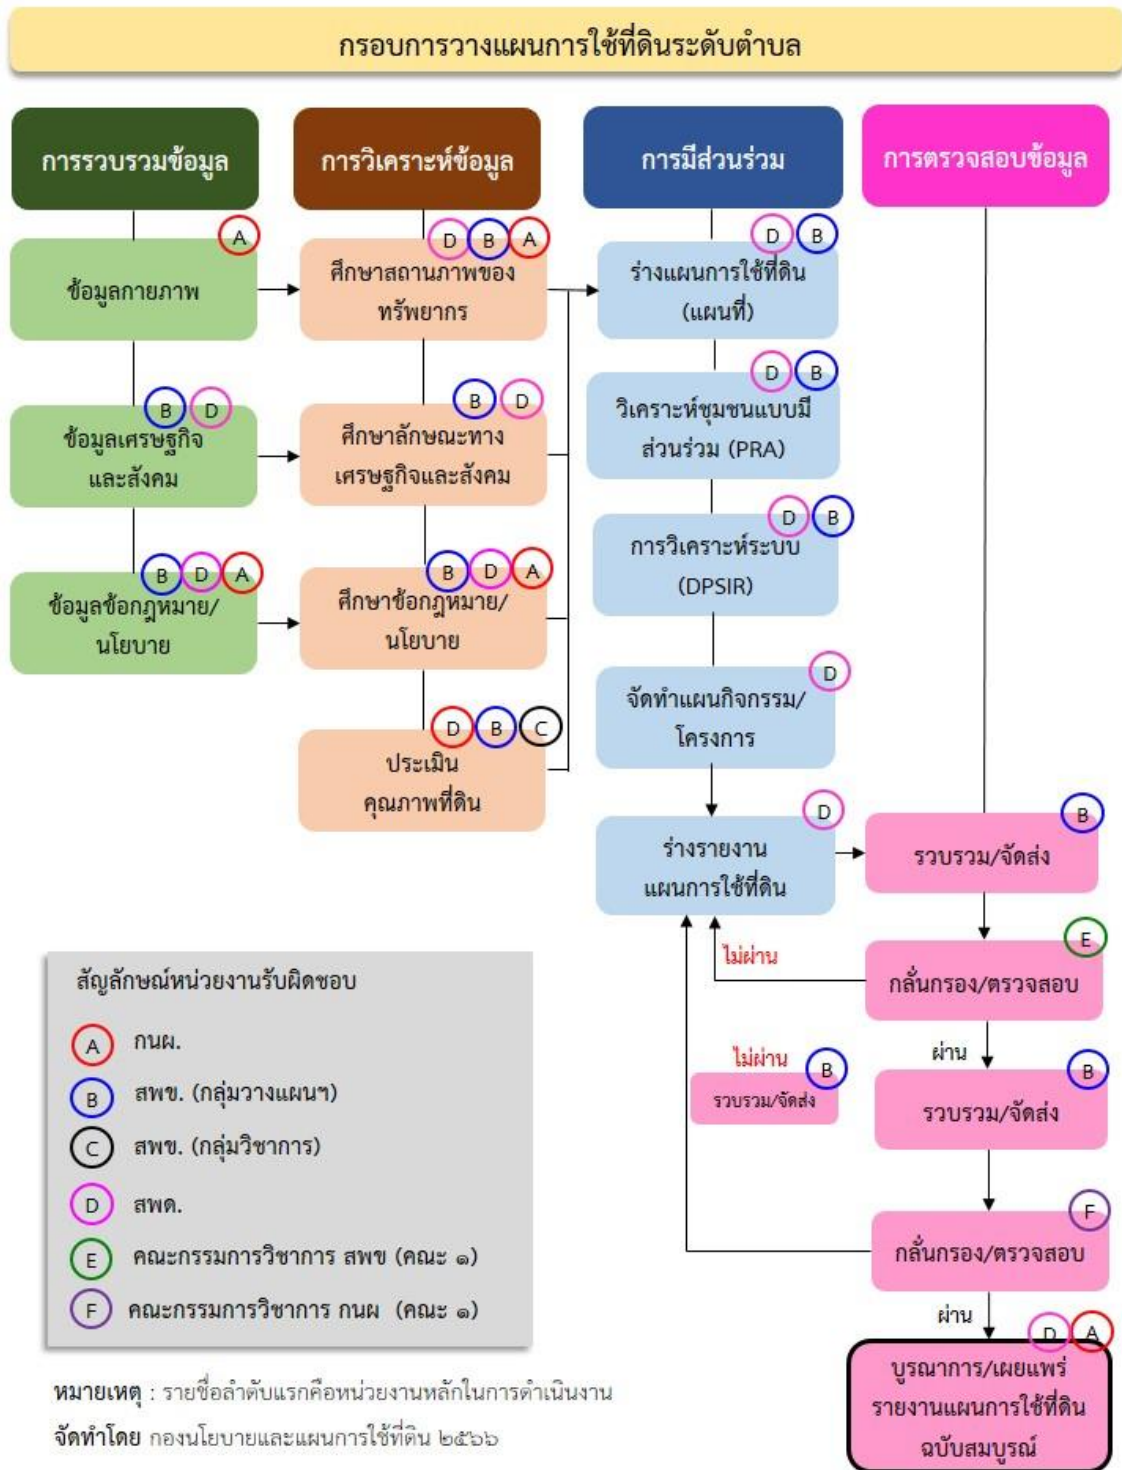 กรอบการวางแผนการใช้ที่ดินระดับตำบล
การรวบรวมข้อมูล
A
ข้อมูลกายภาพ
B D
ข้อมูลเศรษฐกิจ
และสังคม
B D A
ข้อมูลข้อกฎหมาย/
นโยบาย
การวิเคราะห์ข้อมูล
D B A
ศึกษาสถานภาพของ
ทรัพยากร
B D
ศึกษาลักษณะทาง
เศรษฐกิจและสังคม
B D A
ศึกษาข้อกฎหมาย/
นโยบาย
D B C
ประเมิน
คุณภาพที่ดิน
การมีส่วนร่วม
D B
ร่างแผนการใช้ที่ดิน
(แผนที่)
D B
วิเคราะห์ชุมชนแบบมี
ส่วนร่วม (PRA)
D B
การวิเคราะห์ระบบ
(DPSIR)
D
จัดทำแผนกิจกรรม/
โครงการ
D
ร่างรายงาน
แผนการใช้ที่ดิน
การตรวจสอบข้อมูล
B
รวบรวม/จัดส่ง
E
กลั่นกรอง/ตรวจสอบ
ไม่ผ่าน
ผ่าน
B
รวบรวม/จัดส่ง
ไม่ผ่าน
B
รวบรวม/จัดส่ง
F
กลั่นกรอง/ตรวจสอบ
ผ่าน
D A
บูรณาการ/เผยแพร่
รายงานแผนการใช้ที่ดิน
ฉบับสมบูรณ์
สัญลักษณ์หน่วยงานรับผิดชอบ
A กนผ.
B สพข. (กลุ่มวางแผนฯ)
C สพข. (กลุ่มวิชาการ)
D สพด.
E คณะกรรมการวิชาการ สพข (คณะ ๑)
F คณะกรรมการวิชาการ กนผ (คณะ ๑)
หมายเหตุ : รายชื่อลำดับแรกคือหน่วยงานหลักในการดำเนินงาน
จัดทำโดย กองนโยบายและแผนการใช้ที่ดิน ๒๕๖๖